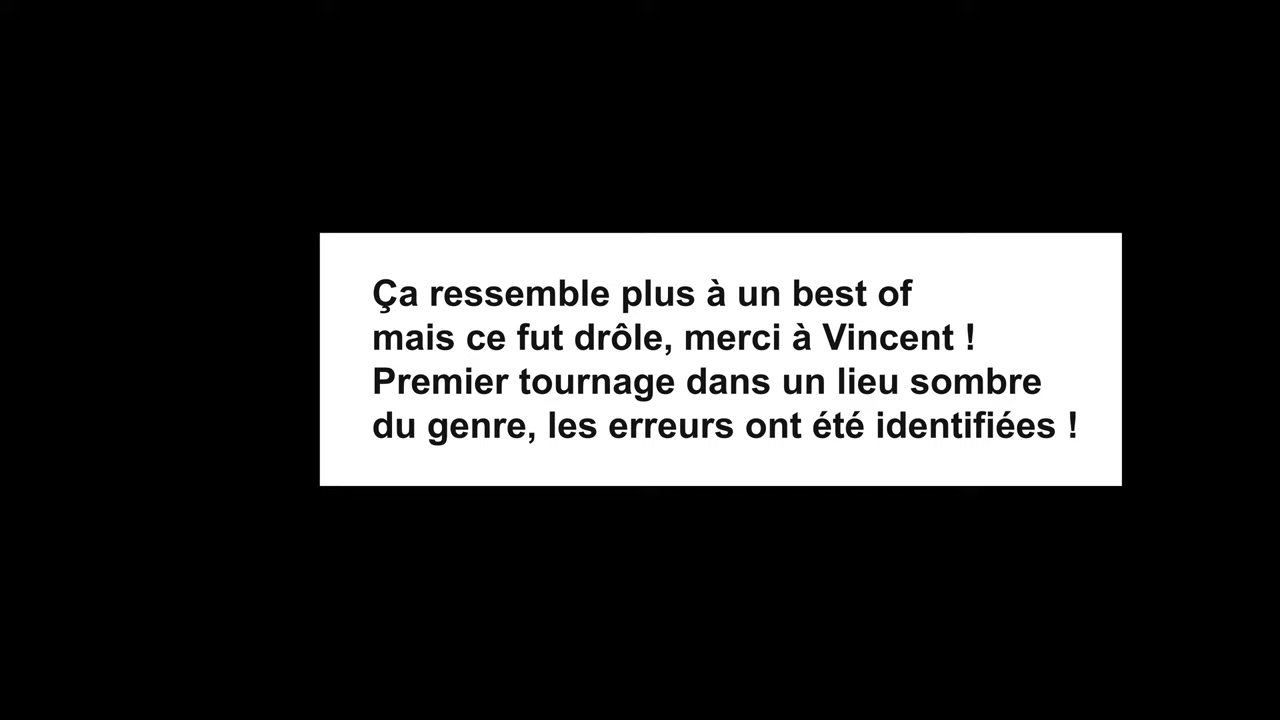 Ça ressemble plus à un best of
mais ce fut drôle, merci à Vincent !
Premier tournage dans un lieu sombre
du genre, les erreurs ont été identifiées !